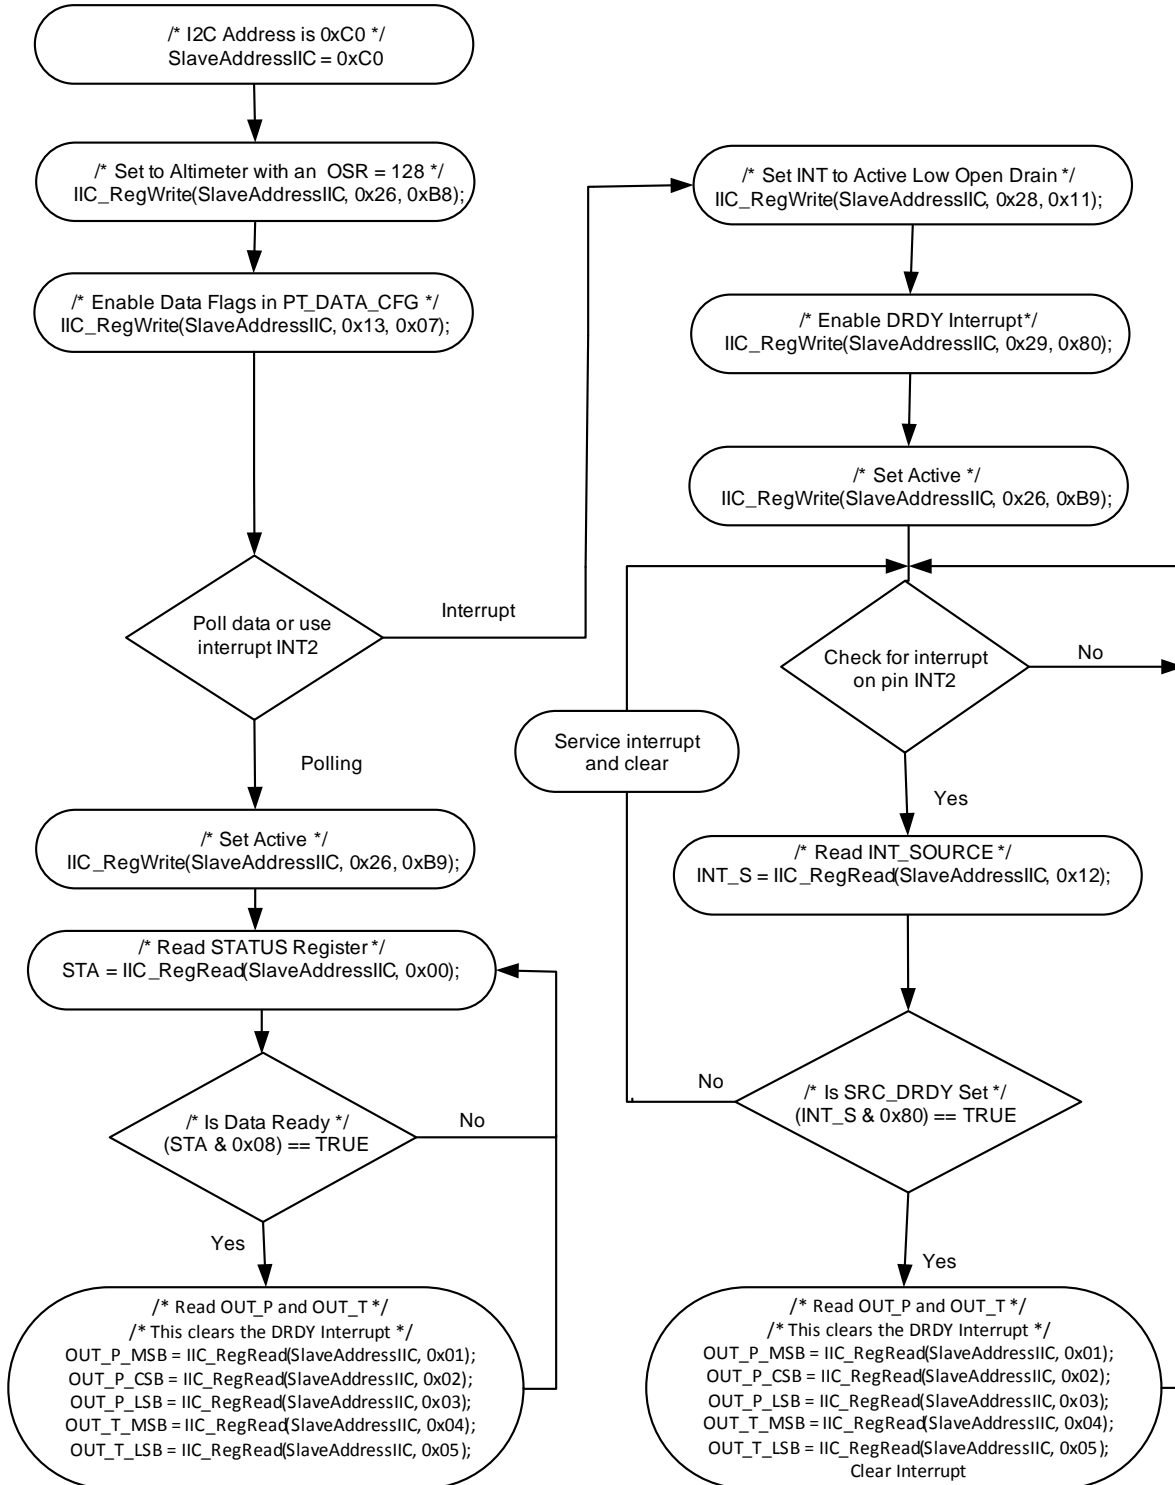 /* I2C Address is 0xC0 */
SlaveAddressIIC = 0xC0
/* Set to Altimeter with an OSR = 128 */
IIC_RegWrite(SlaveAddressIIC, 0x26, 0xB8);
/* Enable Data Flags in PT_DATA_CFG */
IIC_RegWrite(SlaveAddressIIC, 0x13, 0x07);
Poll data or use
interrupt INT2
Interrupt
Polling
/* Set Active */
IIC_RegWrite(SlaveAddressIIC, 0x26, 0xB9);
/* Read STATUS Register */
STA = IIC_RegRead(SlaveAddressIIC, 0x00);
/* Is Data Ready */
(STA & 0x08) == TRUE
No
Yes
/* Read OUT_P and OUT_T */
/* This clears the DRDY Interrupt */
OUT_P_MSB = IIC_RegRead(SlaveAddressIIC, 0x01);
OUT_P_CSB = IIC_RegRead(SlaveAddressIIC, 0x02);
OUT_P_LSB = IIC_RegRead(SlaveAddressIIC, 0x03);
OUT_T_MSB = IIC_RegRead(SlaveAddressIIC, 0x04);
OUT_T_LSB = IIC_RegRead(SlaveAddressIIC, 0x05);
/* Set INT to Active Low Open Drain */
IIC_RegWrite(SlaveAddressIIC, 0x28, 0x11);
/* Enable DRDY Interrupt*/
IIC_RegWrite(SlaveAddressIIC, 0x29, 0x80);
/* Set Active */
IIC_RegWrite(SlaveAddressIIC, 0x26, 0xB9);
Check for interrupt
on pin INT2
No
Service interrupt
and clear
Yes
/* Read INT_SOURCE */
INT_S = IIC_RegRead(SlaveAddressIIC, 0x12);
/* Is SRC_DRDY Set */
(INT_S & 0x80) == TRUE
No
Yes
/* Read OUT_P and OUT_T */
/* This clears the DRDY Interrupt */
OUT_P_MSB = IIC_RegRead(SlaveAddressIIC, 0x01);
OUT_P_CSB = IIC_RegRead(SlaveAddressIIC, 0x02);
OUT_P_LSB = IIC_RegRead(SlaveAddressIIC, 0x03);
OUT_T_MSB = IIC_RegRead(SlaveAddressIIC, 0x04);
OUT_T_LSB = IIC_RegRead(SlaveAddressIIC, 0x05);
Clear Interrupt